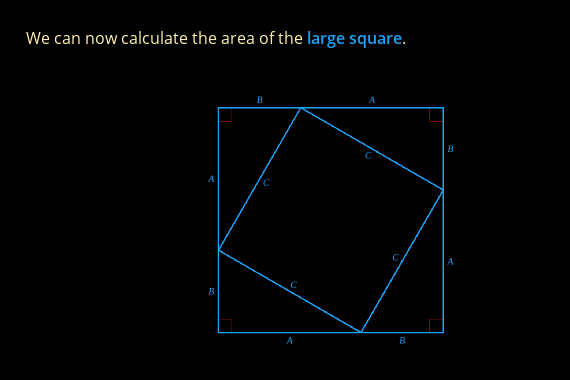 We can now calculate the area of the large square.
B A
B
C
A C
C A
B C
A B